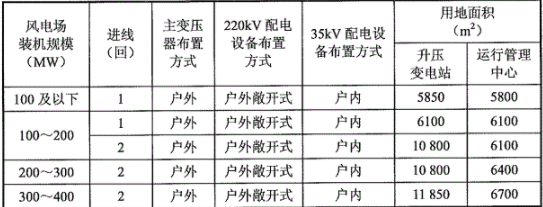 风电场 装机规模 (MW) 进线 (回) 主变压 器布置 方式 220kV 配电 设备布置 方式 35kV 配电设 备布置方式 用地面积 (m²)
升压 变电站 运行管理 中心
100 及以下 1 户外 户外敞开式 户内 5850 5800
100～200 1 户外 户外敞开式 户内 6100 6100
2 户外 户外敞开式 户内 10 800 6100
200～300 2 户外 户外敞开式 户内 10 800 6400
300～400 2 户外 户外敞开式 户内 11 850 6700